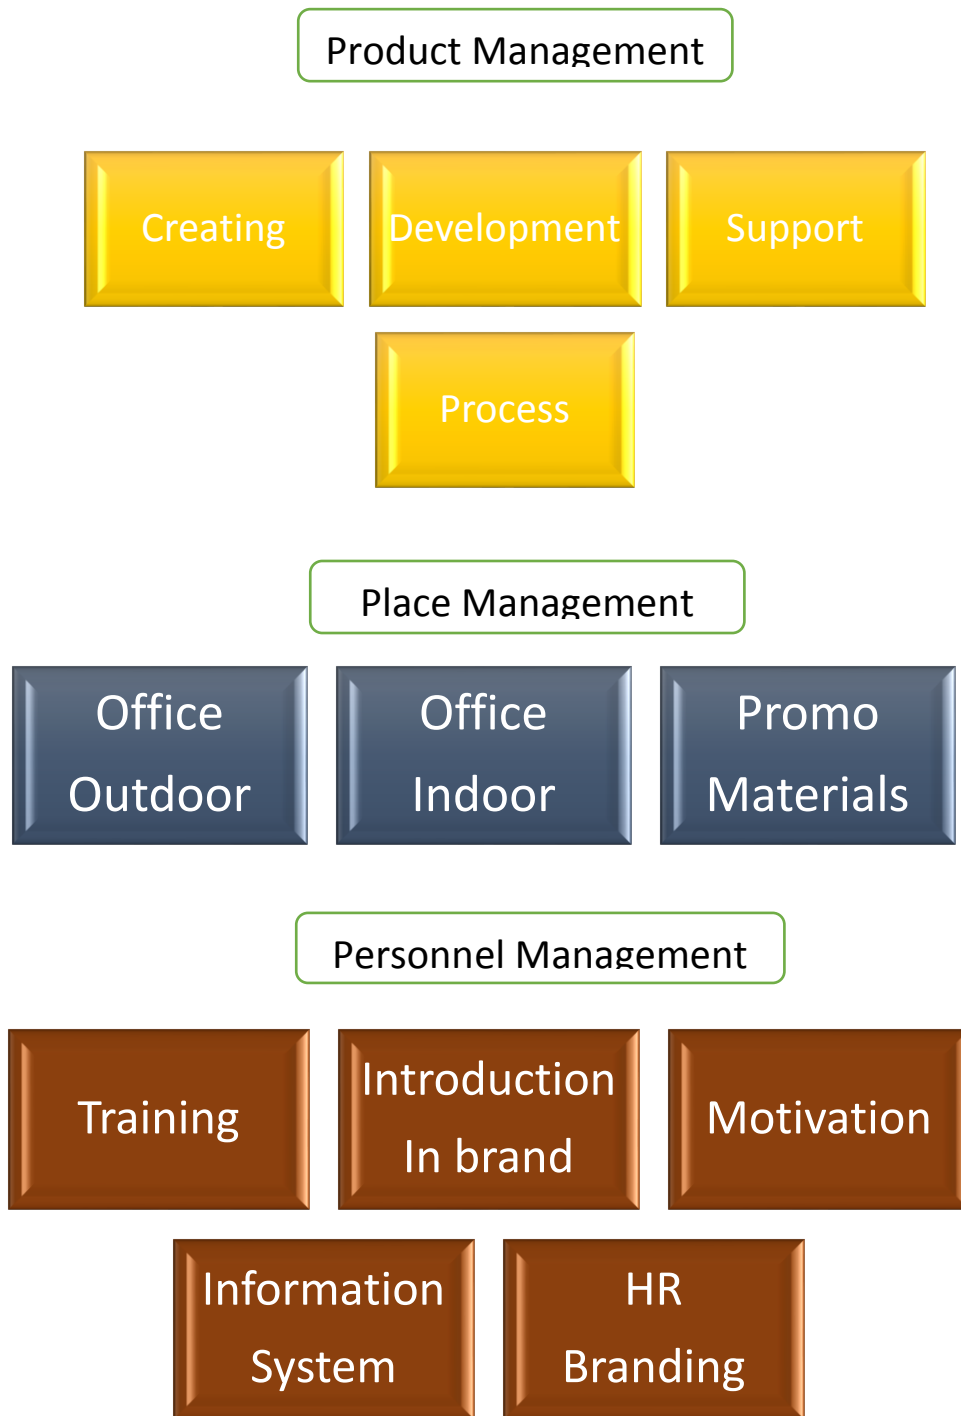 Product Management
Creating
Development
Support
Process
Place Management
Office
Outdoor
Office
Indoor
Promo
Materials
Personnel Management
Training
Introduction
In brand
Motivation
Information
System
HR
Branding